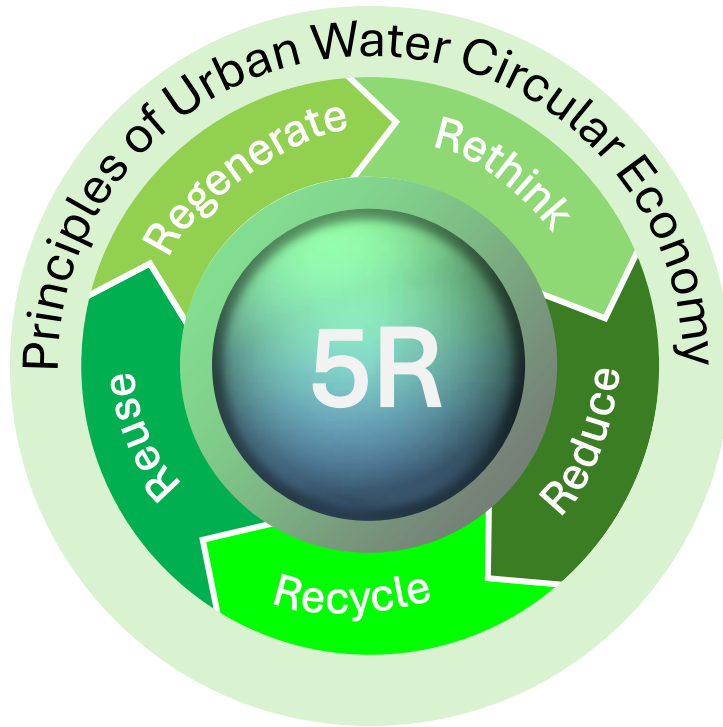 Principles of Urban Water Circular Economy
Rethink
Reduce
Recycle
Reuse
Regenerate
5R